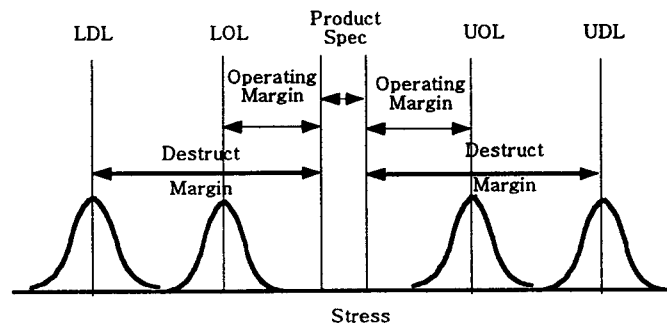 Product
Spec
LDL
LOL
UOL
UDL
Operating
Margin
Operating
Margin
Destruct
Margin
Destruct
Margin
Stress